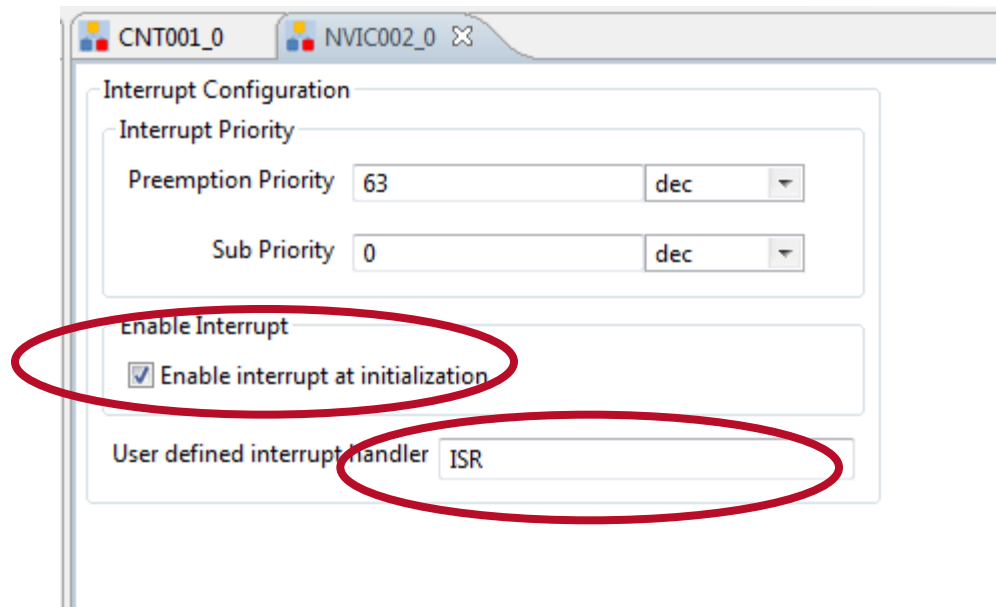 CNT001_0 NVIC002_0
Interrupt Configuration
Interrupt Priority
Preemption Priority 63 dec
Sub Priority 0 dec
Enable Interrupt
Enable interrupt at initialization
User defined interrupt handler ISR